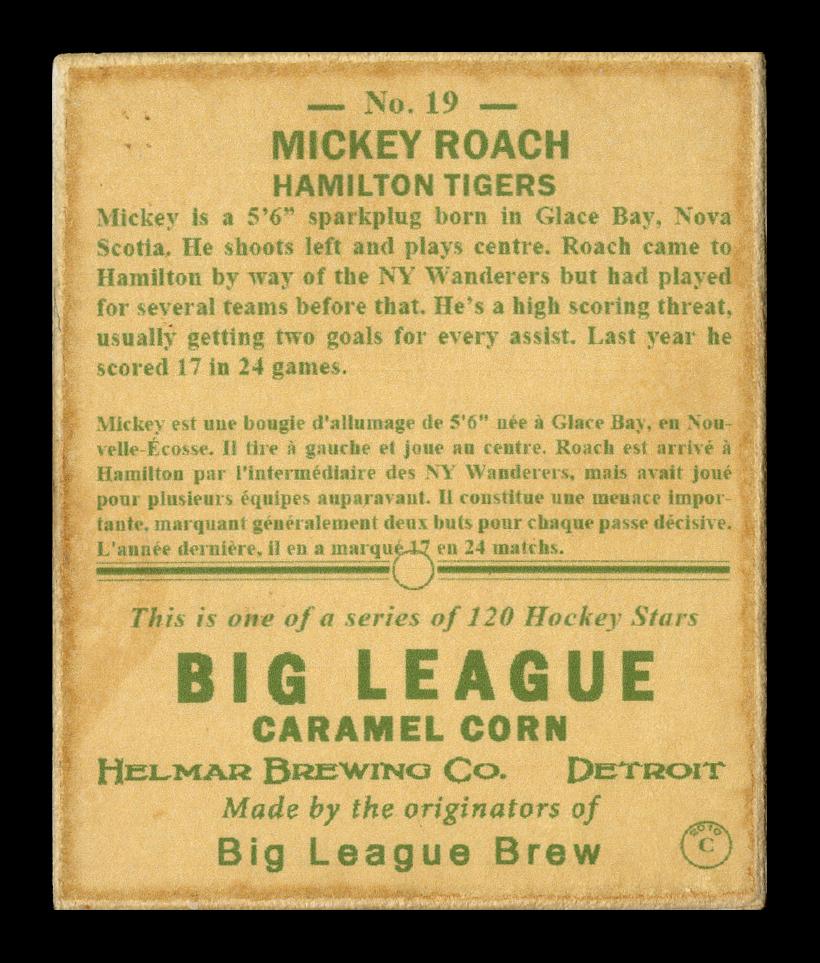 — No. 19 —
MICKEY ROACH
HAMILTON TIGERS
Mickey is a 5’6” sparkplug born in Glace Bay, Nova
Scotia. He shoots left and plays centre. Roach came to
Hamilton by way of the NY Wanderers but had played
for several teams before that. He’s a high scoring threat,
usually getting two goals for every assist. Last year he
scored 17 in 24 games.
Mickey est une bougie d'allumage de 5'6" née à Glace Bay, en Nou-
velle-Écosse. Il tire à gauche et joue au centre. Roach est arrivé à
Hamilton par l'intermédiaire des NY Wanderers, mais avait joué
pour plusieurs équipes auparavant. Il constitue une menace impor-
tante, marquant généralement deux buts pour chaque passe décisive.
L'année dernière, il en a marqué 17 en 24 matchs.
This is one of a series of 120 Hockey Stars
BIG LEAGUE
CARAMEL CORN
HELMAR BREWING CO. DETROIT
Made by the originators of
Big League Brew
2010
C